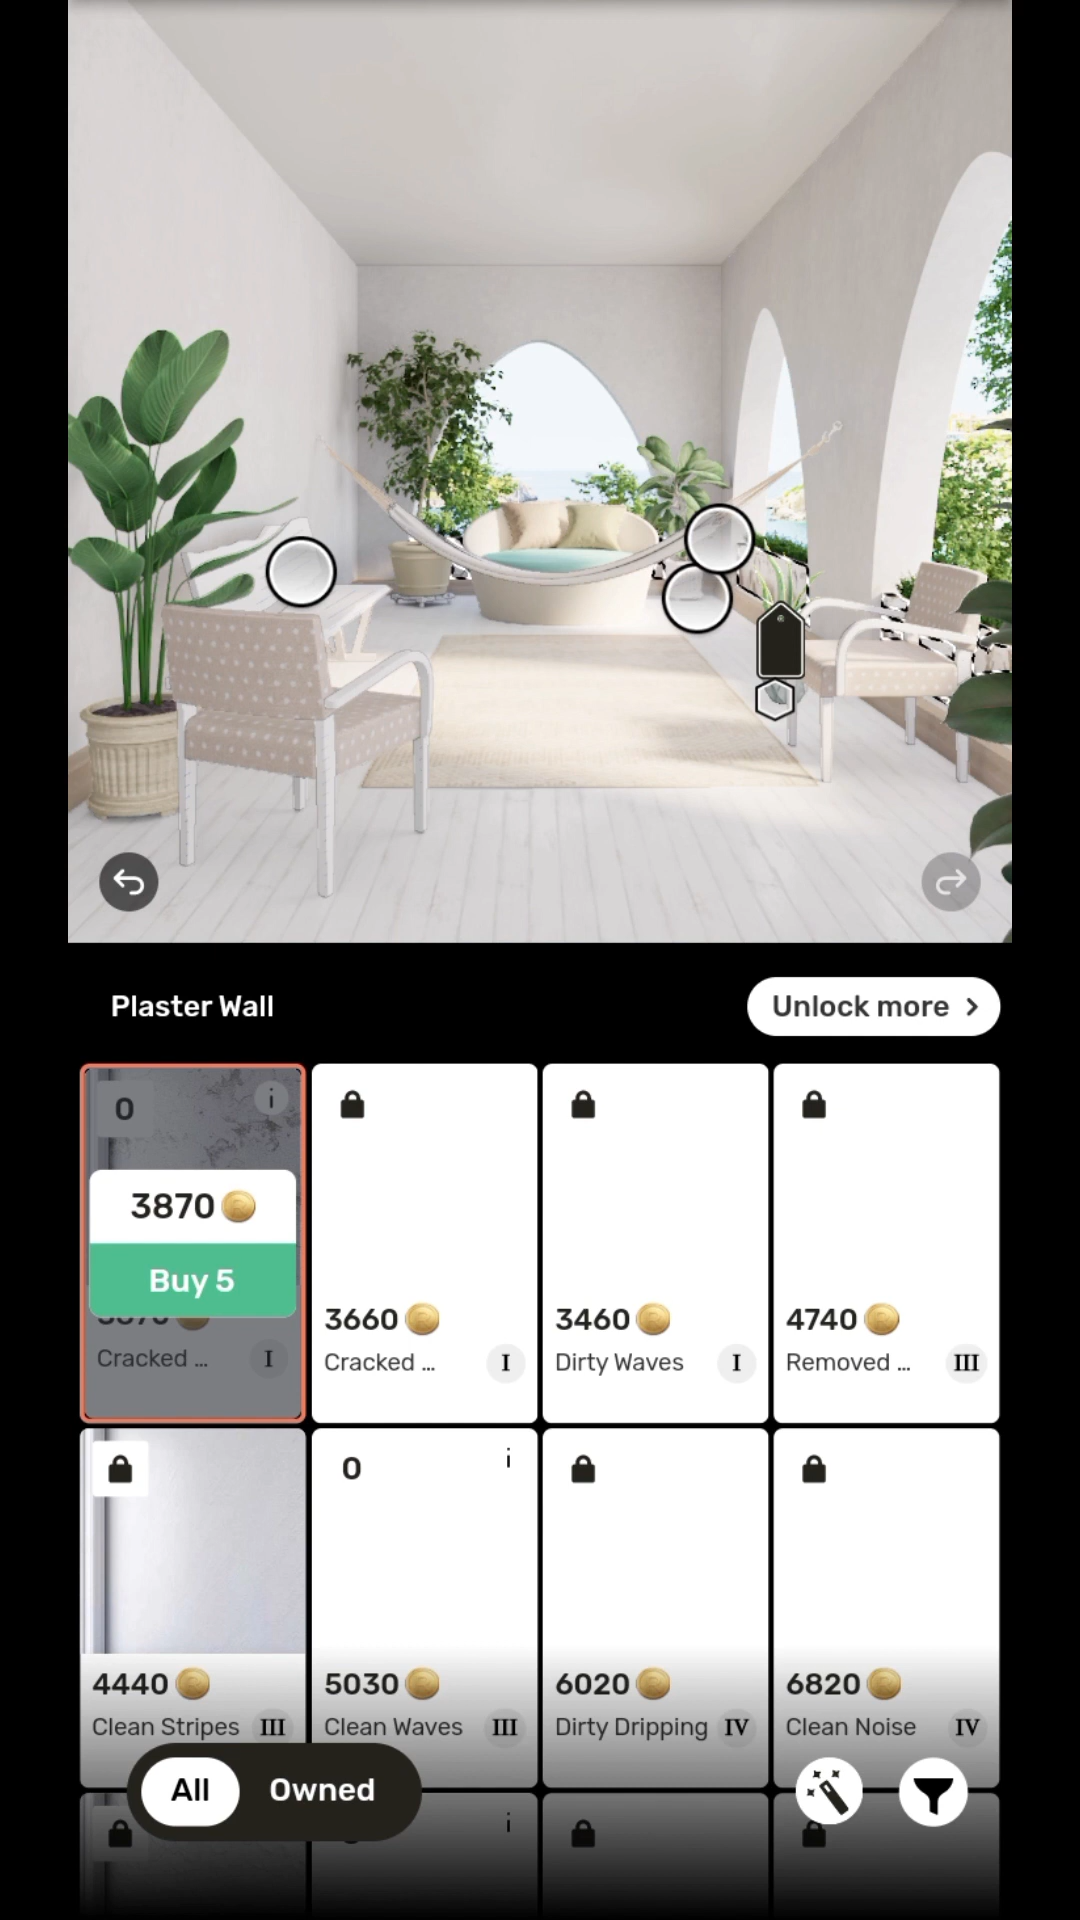 Plaster Wall
Unlock more
0
i
3870
Buy 5
Cracked ...
I
3660
Cracked ...
I
3460
Dirty Waves
I
4740
Removed ...
III
4440
Clean Stripes
III
0
i
5030
Clean Waves
III
6020
Dirty Dripping
IV
6820
Clean Noise
IV
All
Owned
i